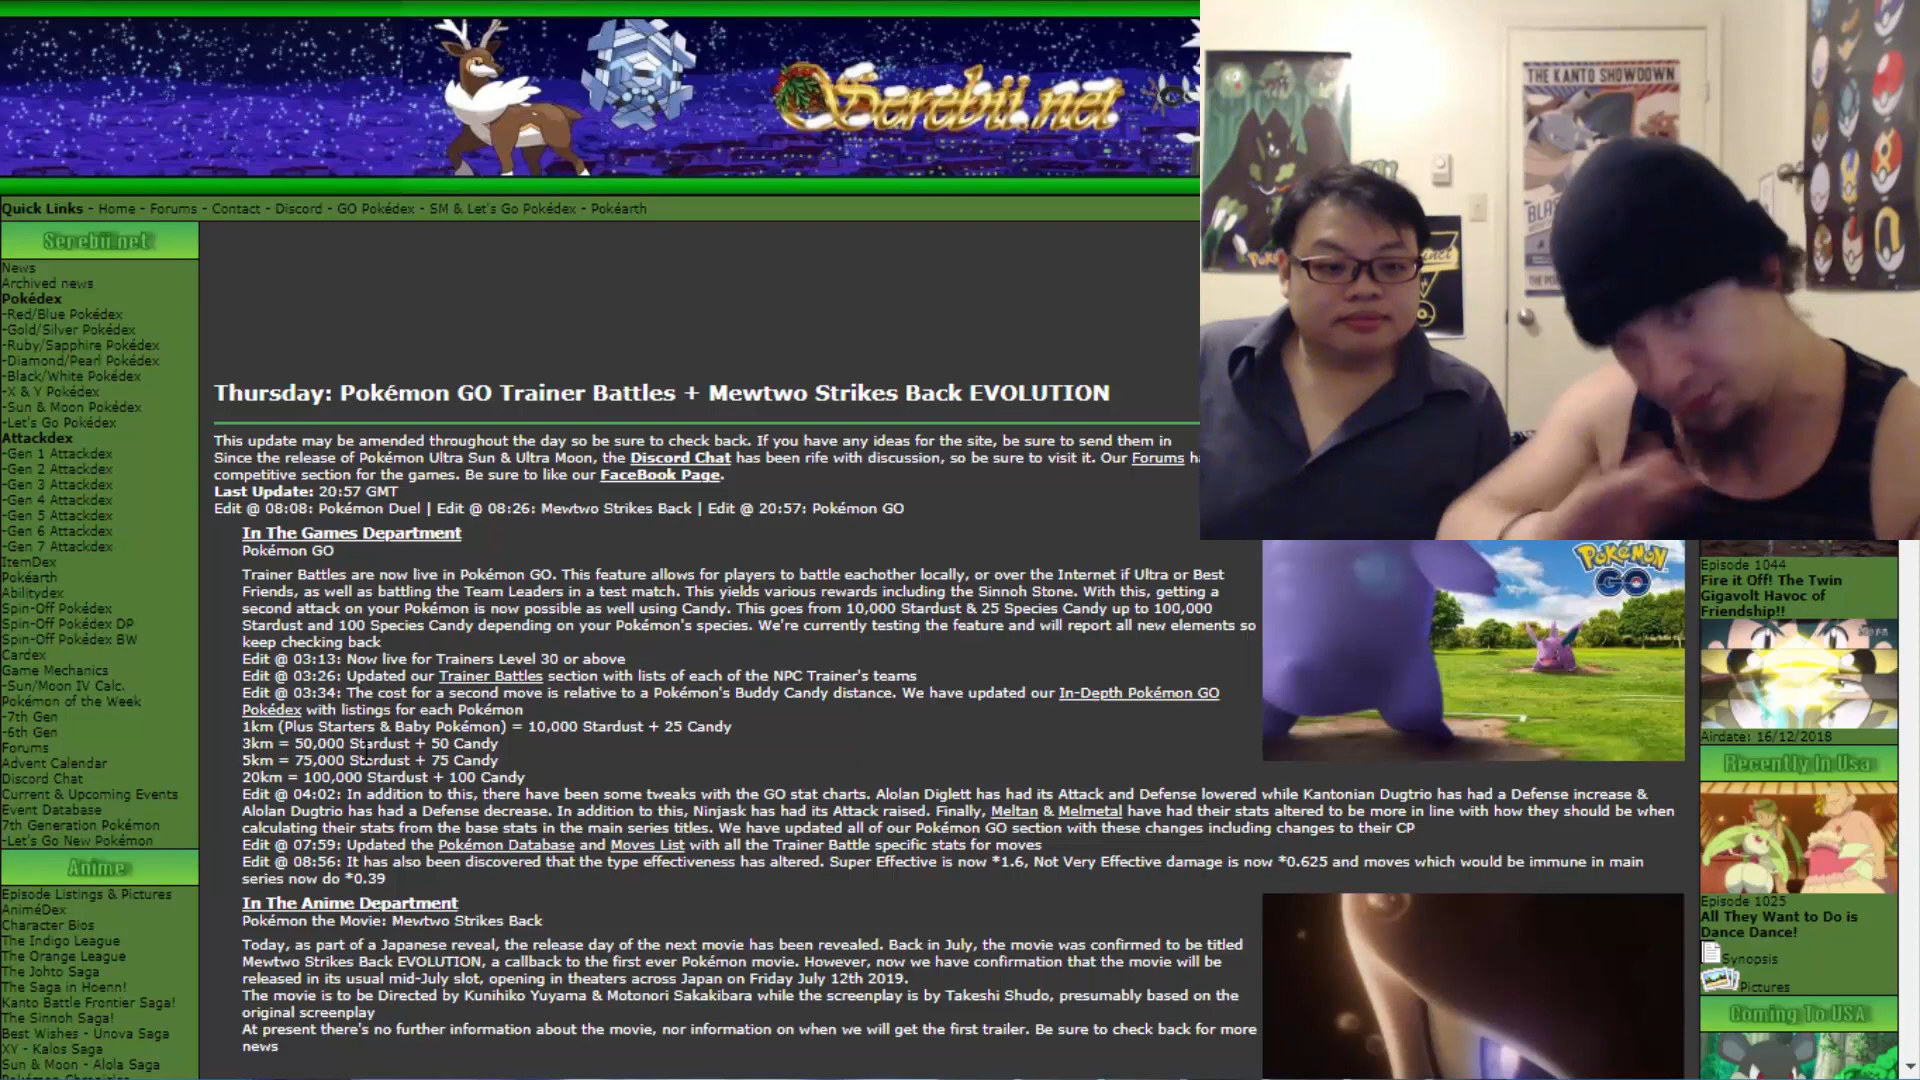 Serebii.net
Quick Links - Home - Forums - Contact - Discord - GO Pokédex - SM & Let's Go Pokédex - Pokéarth
Serebii.net
News
Archived news
Pokédex
-Red/Blue Pokédex
-Gold/Silver Pokédex
-Ruby/Sapphire Pokédex
-Diamond/Pearl Pokédex
-Black/White Pokédex
-X & Y Pokédex
-Sun & Moon Pokédex
-Let's Go Pokédex
Attackdex
-Gen 1 Attackdex
-Gen 2 Attackdex
-Gen 3 Attackdex
-Gen 4 Attackdex
-Gen 5 Attackdex
-Gen 6 Attackdex
-Gen 7 Attackdex
ItemDex
Pokéarth
Abilitydex
Spin-Off Pokédex
Spin-Off Pokédex DP
Spin-Off Pokédex BW
Cardex
Game Mechanics
-Sun/Moon IV Calc.
Pokémon of the Week
-7th Gen
-6th Gen
Forums
Advent Calendar
Discord Chat
Current & Upcoming Events
Event Database
7th Generation Pokémon
-Let's Go New Pokémon
Anime
Episode Listings & Pictures
AniméDex
Character Bios
The Indigo League
The Orange League
The Johto Saga
The Saga in Hoenn!
Kanto Battle Frontier Saga!
The Sinnoh Saga!
Best Wishes - Unova Saga
XY - Kalos Saga
Sun & Moon - Alola Saga
Thursday: Pokémon GO Trainer Battles + Mewtwo Strikes Back EVOLUTION
This update may be amended throughout the day so be sure to check back. If you have any ideas for the site, be sure to send them in
Since the release of Pokémon Ultra Sun & Ultra Moon, the Discord Chat has been rife with discussion, so be sure to visit it. Our Forums
competitive section for the games. Be sure to like our FaceBook Page.
Last Update: 20:57 GMT
Edit @ 08:08: Pokémon Duel | Edit @ 08:26: Mewtwo Strikes Back | Edit @ 20:57: Pokémon GO
In The Games Department
Pokémon GO
Trainer Battles are now live in Pokémon GO. This feature allows for players to battle eachother locally, or over the Internet if Ultra or Best
Friends, as well as battling the Team Leaders in a test match. This yields various rewards including the Sinnoh Stone. With this, getting a
second attack on your Pokémon is now possible as well using Candy. This goes from 10,000 Stardust & 25 Species Candy up to 100,000
Stardust and 100 Species Candy depending on your Pokémon's species. We're currently testing the feature and will report all new elements so
keep checking back
Edit @ 03:13: Now live for Trainers Level 30 or above
Edit @ 03:26: Updated our Trainer Battles section with lists of each of the NPC Trainer's teams
Edit @ 03:34: The cost for a second move is relative to a Pokémon's Buddy Candy distance. We have updated our In-Depth Pokémon GO
Pokédex with listings for each Pokémon
1km (Plus Starters & Baby Pokémon) = 10,000 Stardust + 25 Candy
3km = 50,000 Stardust + 50 Candy
5km = 75,000 Stardust + 75 Candy
20km = 100,000 Stardust + 100 Candy
Edit @ 04:02: In addition to this, there have been some tweaks with the GO stat charts. Alolan Diglett has had its Attack and Defense lowered while Kantonian Dugtrio has had a Defense increase &
Alolan Dugtrio has had a Defense decrease. In addition to this, Ninjask has had its Attack raised. Finally, Meltan & Melmetal have had their stats altered to be more in line with how they should be when
calculating their stats from the base stats in the main series titles. We have updated all of our Pokémon GO section with these changes including changes to their CP
Edit @ 07:59: Updated the Pokémon Database and Moves List with all the Trainer Battle specific stats for moves
Edit @ 08:56: It has also been discovered that the type effectiveness has altered. Super Effective is now *1.6, Not Very Effective damage is now *0.625 and moves which would be immune in main
series now do *0.39
In The Anime Department
Pokémon the Movie: Mewtwo Strikes Back
Today, as part of a Japanese reveal, the release day of the next movie has been revealed. Back in July, the movie was confirmed to be titled
Mewtwo Strikes Back EVOLUTION, a callback to the first ever Pokémon movie. However, now we have confirmation that the movie will be
released in its usual mid-July slot, opening in theaters across Japan on Friday July 12th 2019.
The movie is to be Directed by Kunihiko Yuyama & Motonori Sakakibara while the screenplay is by Takeshi Shudo, presumably based on the
original screenplay
At present there's no further information about the movie, nor information on when we will get the first trailer. Be sure to check back for more
news
THE KANTO SHOWDOWN
POKÉMON
GO
Episode 1044
Fire it Off! The Twin
Gigavolt Havoc of
Friendship!!
Airdate: 16/12/2018
Recently In Usa
Episode 1025
All They Want to Do is
Dance Dance!
Synopsis
Pictures
Coming To USA